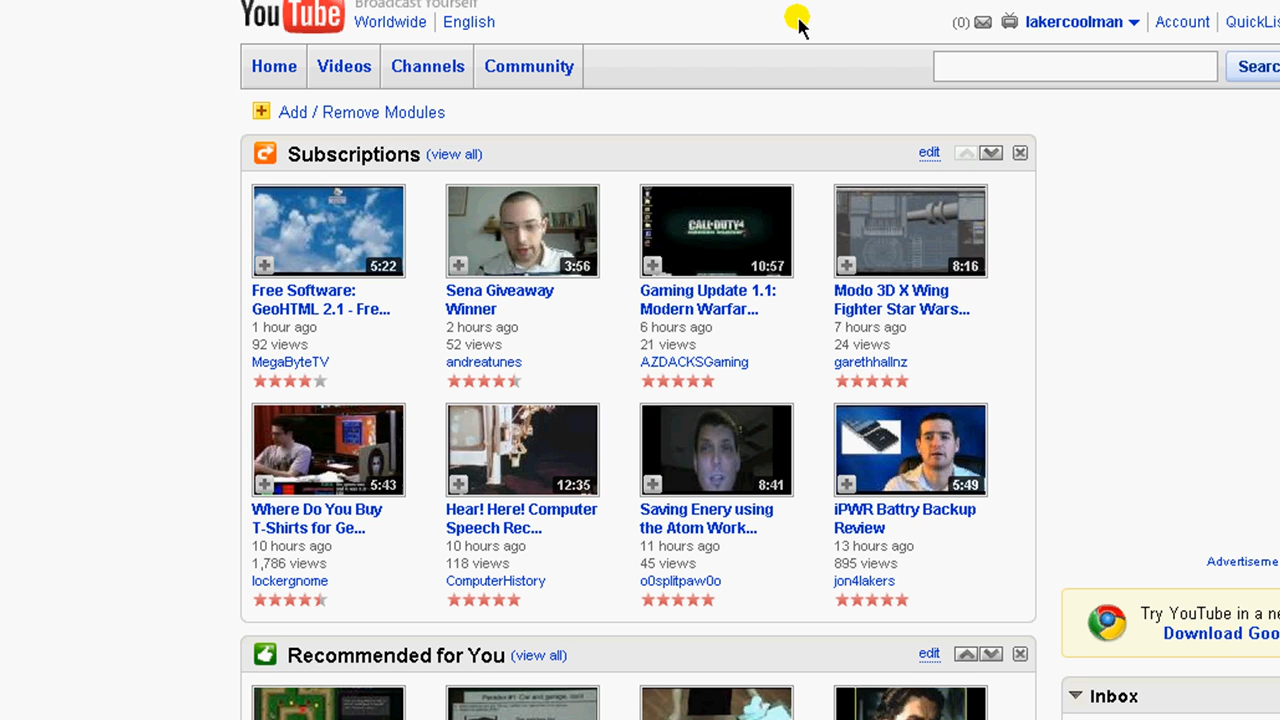 YouTube
Broadcast Yourself
Worldwide | English
(0) lakercoolman | Account | QuickLis
Home Videos Channels Community
Searc
Add / Remove Modules
Subscriptions (view all) edit
5:22 3:56 CALL·DUTY4 10:57 8:16
Free Software: GeoHTML 2.1 - Fre...
1 hour ago
92 views
MegaByteTV
Sena Giveaway Winner
2 hours ago
52 views
andreatunes
Gaming Update 1.1: Modern Warfar...
6 hours ago
21 views
AZDACKSGaming
Modo 3D X Wing Fighter Star Wars...
7 hours ago
24 views
garethhallnz
5:43 12:35 8:41 5:49
Where Do You Buy T-Shirts for Ge...
10 hours ago
1,786 views
lockergnome
Hear! Here! Computer Speech Rec...
10 hours ago
118 views
ComputerHistory
Saving Enery using the Atom Work...
11 hours ago
45 views
o0splitpaw0o
iPWR Battry Backup Review
13 hours ago
895 views
jon4lakers
Advertiseme
Try YouTube in a ne
Download Goo
Recommended for You (view all) edit
Inbox